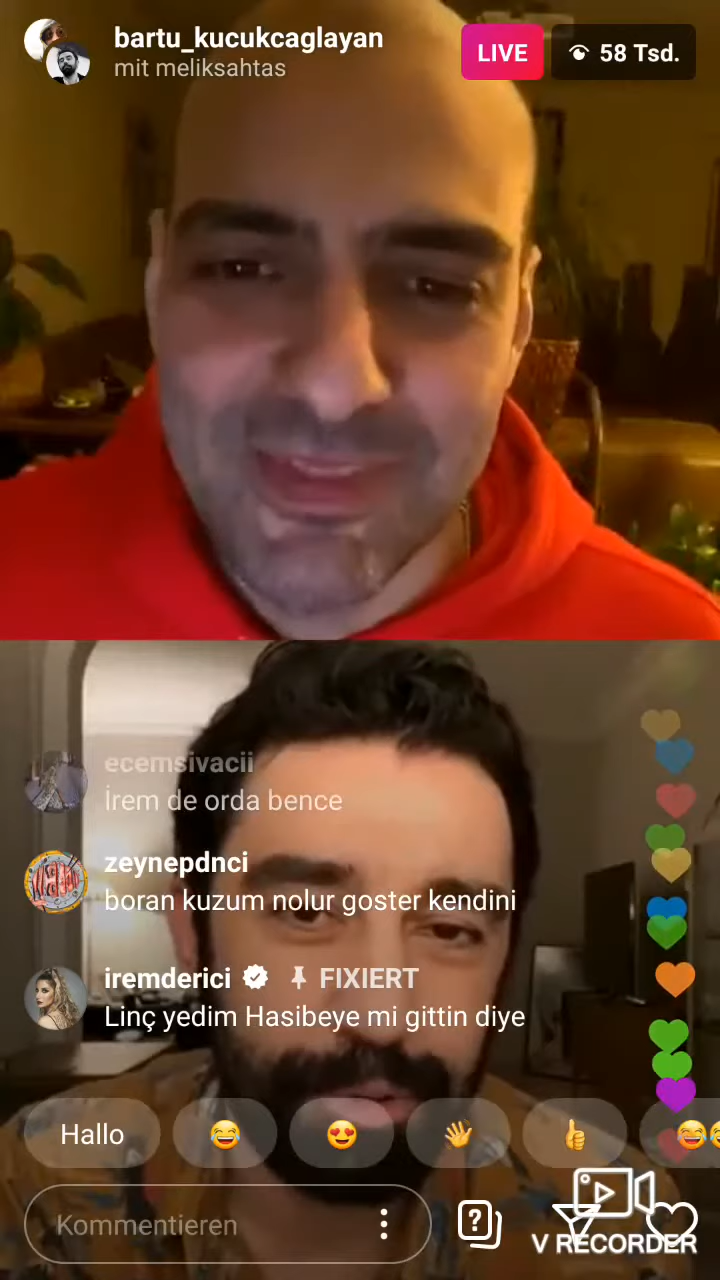 bartu_kucukcaglayan
mit meliksahtas
LIVE
58 Tsd.
ecemsivacii
İrem de orda bence
zeynepdnci
boran kuzum nolur goster kendini
iremderici FIXIERT
Linç yedim Hasibeye mi gittin diye
Hallo
Kommentieren
V RECORDER